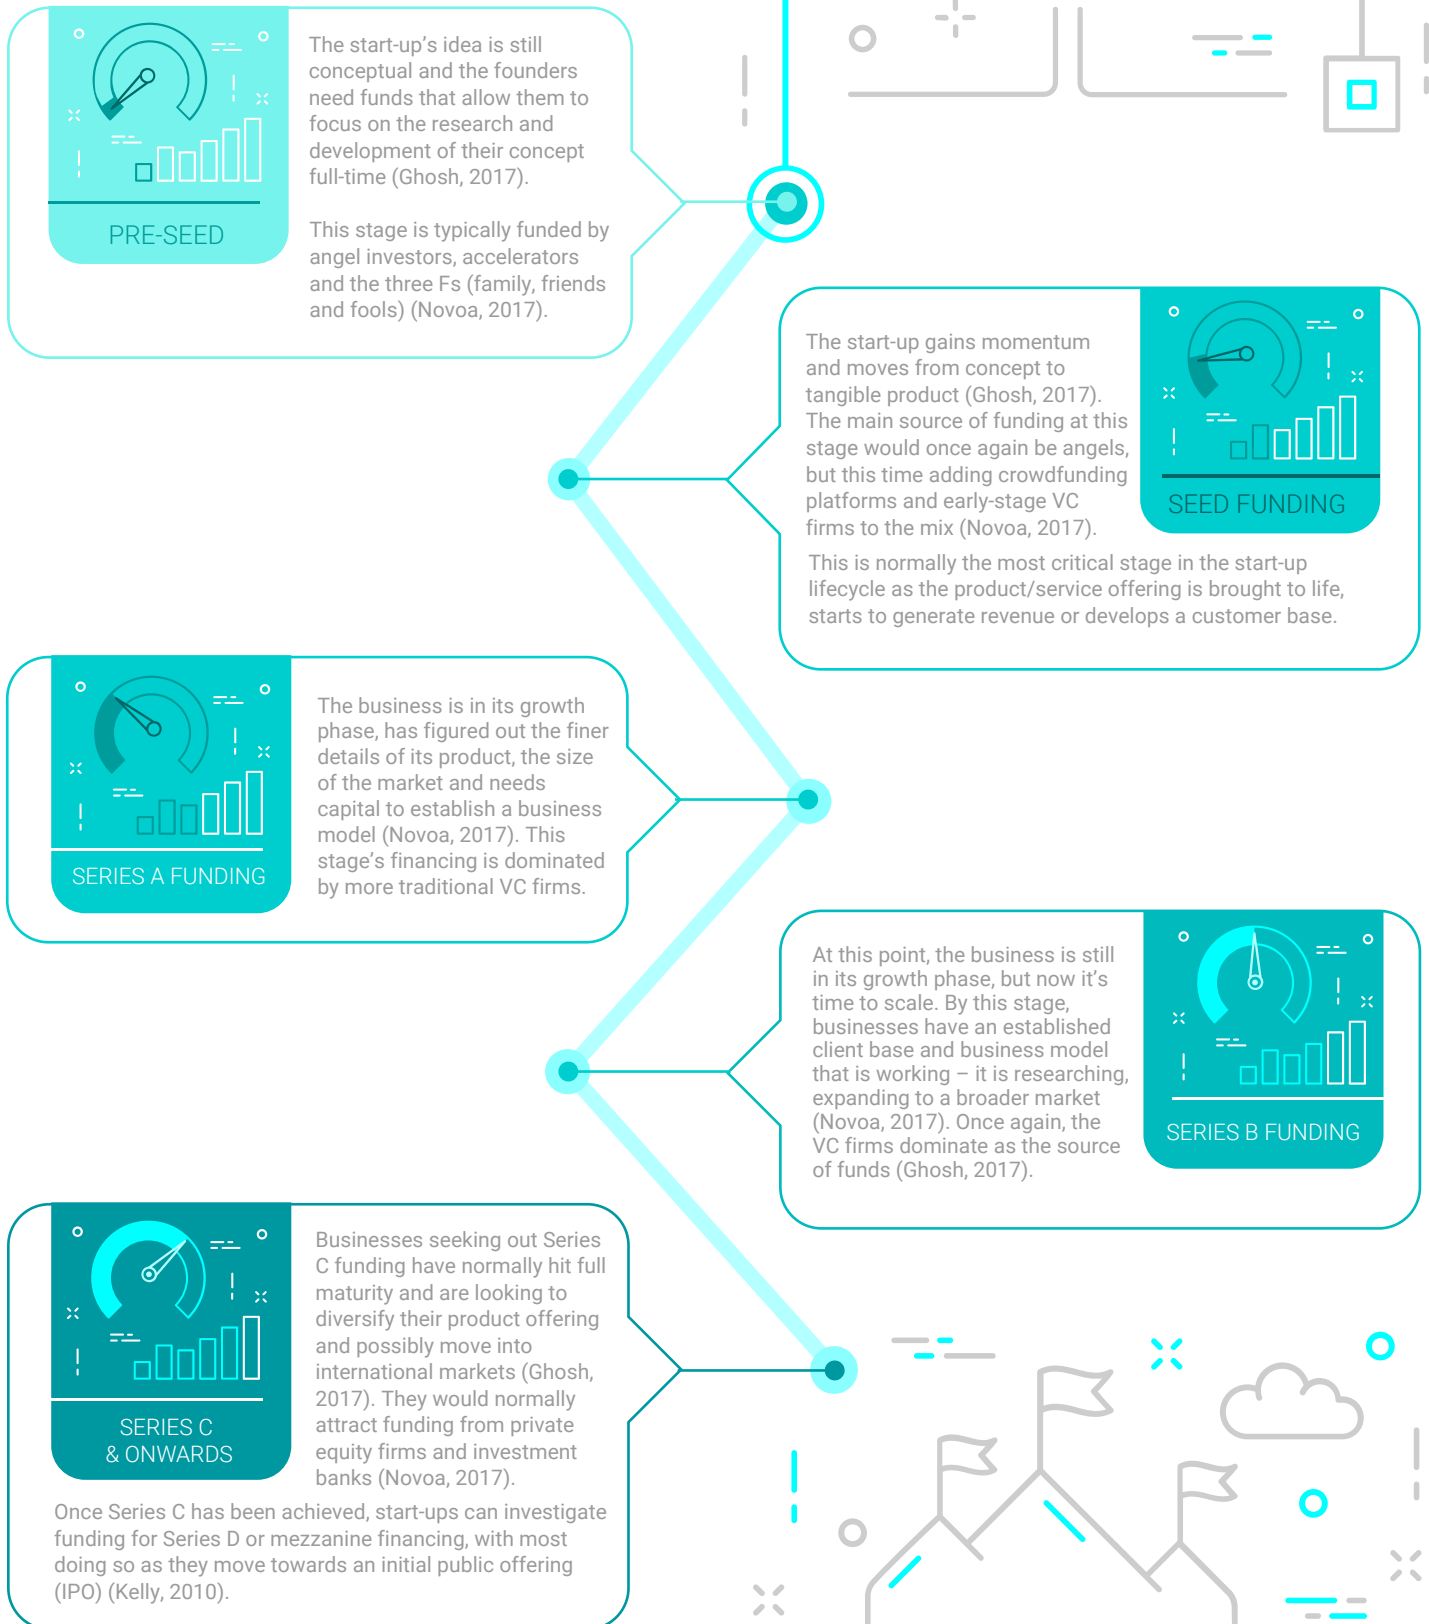 The start-up’s idea is still
conceptual and the founders
need funds that allow them to
focus on the research and
development of their concept
full-time (Ghosh, 2017).
This stage is typically funded by
angel investors, accelerators
and the three Fs (family, friends
and fools) (Novoa, 2017).
PRE-SEED
The start-up gains momentum
and moves from concept to
tangible product (Ghosh, 2017).
The main source of funding at this
stage would once again be angels,
but this time adding crowdfunding
platforms and early-stage VC
firms to the mix (Novoa, 2017).
This is normally the most critical stage in the start-up
lifecycle as the product/service offering is brought to life,
starts to generate revenue or develops a customer base.
SEED FUNDING
The business is in its growth
phase, has figured out the finer
details of its product, the size
of the market and needs
capital to establish a business
model (Novoa, 2017). This
stage’s financing is dominated
by more traditional VC firms.
SERIES A FUNDING
At this point, the business is still
in its growth phase, but now it’s
time to scale. By this stage,
businesses have an established
client base and business model
that is working – it is researching,
expanding to a broader market
(Novoa, 2017). Once again, the
VC firms dominate as the source
of funds (Ghosh, 2017).
SERIES B FUNDING
Businesses seeking out Series
C funding have normally hit full
maturity and are looking to
diversify their product offering
and possibly move into
international markets (Ghosh,
2017). They would normally
attract funding from private
equity firms and investment
banks (Novoa, 2017).
SERIES C
& ONWARDS
Once Series C has been achieved, start-ups can investigate
funding for Series D or mezzanine financing, with most
doing so as they move towards an initial public offering
(IPO) (Kelly, 2010).